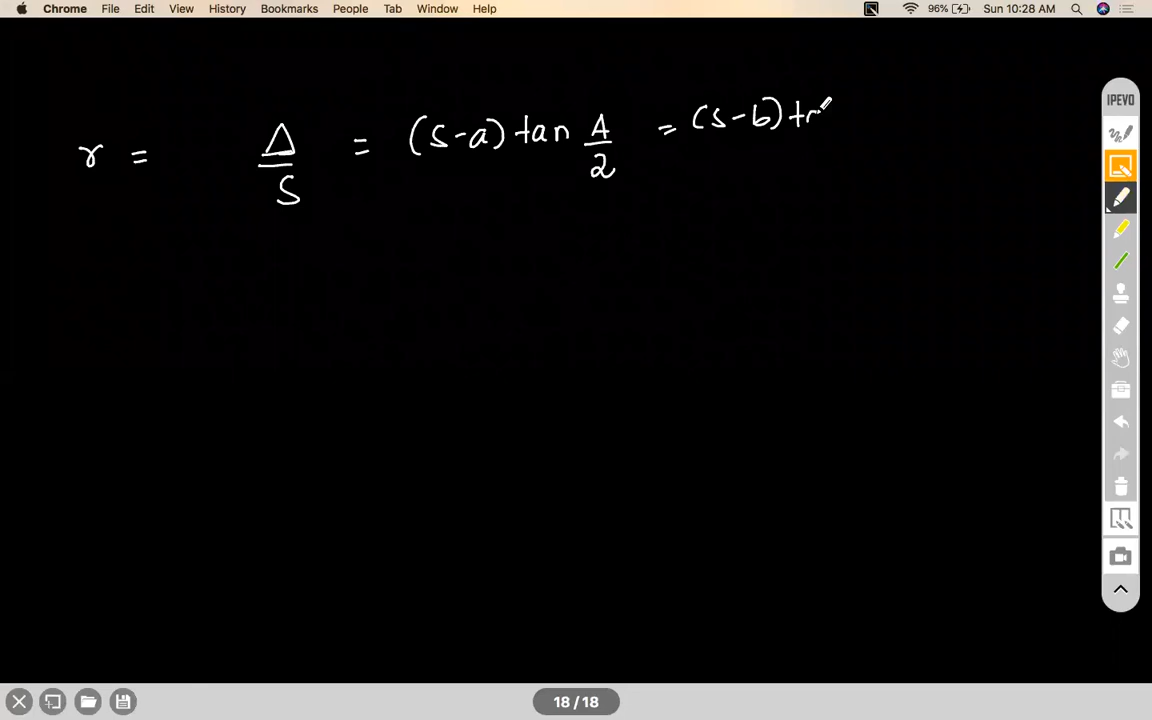 Chrome File Edit View History Bookmarks People Tab Window Help 96% Sun 10:28 AM
IPEVO
r = Δ/S = (s-a) tan A/2 = (s-b)
18 / 18